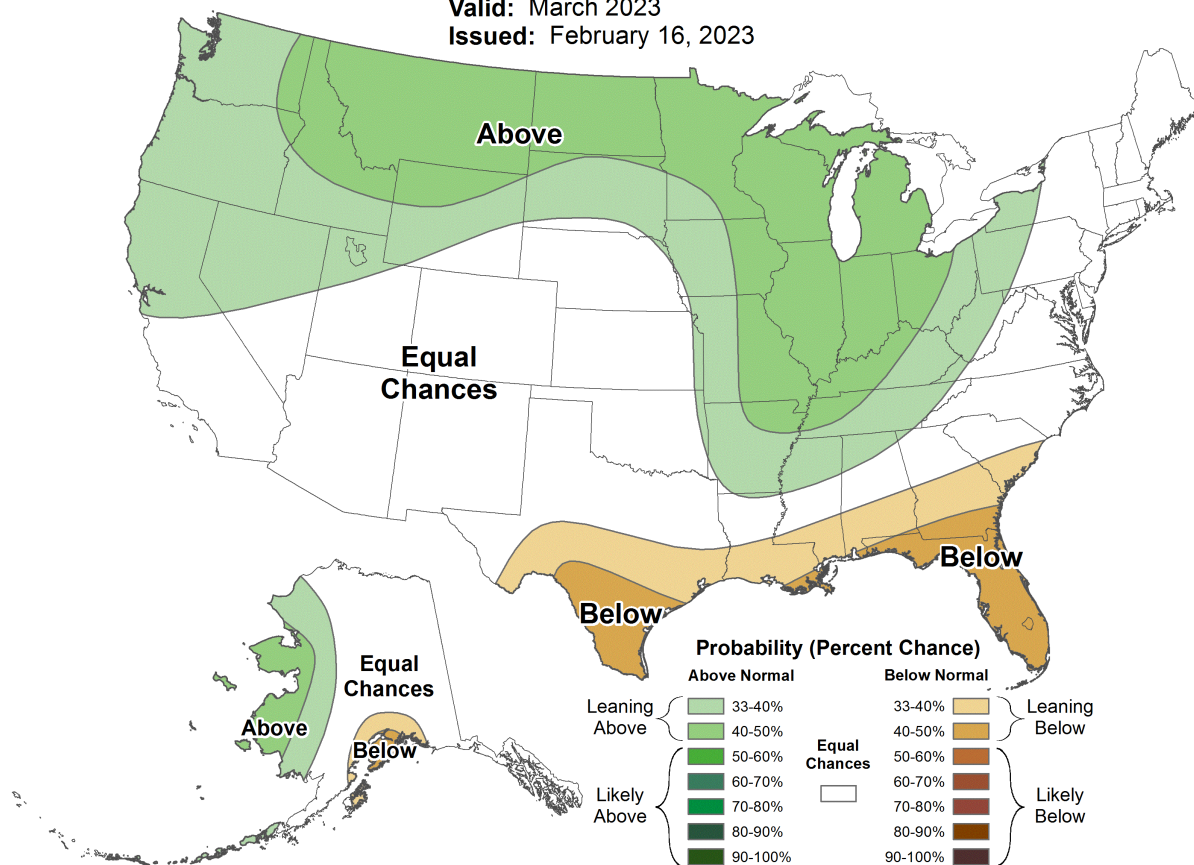 Valid: March 2023
Issued: February 16, 2023
Above
Equal
Chances
Below
Below
Equal
Chances
Above
Below
Probability (Percent Chance)
Above Normal
Below Normal
Leaning
Above
33-40%
40-50%
50-60%
60-70%
70-80%
80-90%
90-100%
Likely
Above
Equal
Chances
33-40%
40-50%
50-60%
60-70%
70-80%
80-90%
90-100%
Leaning
Below
Likely
Below